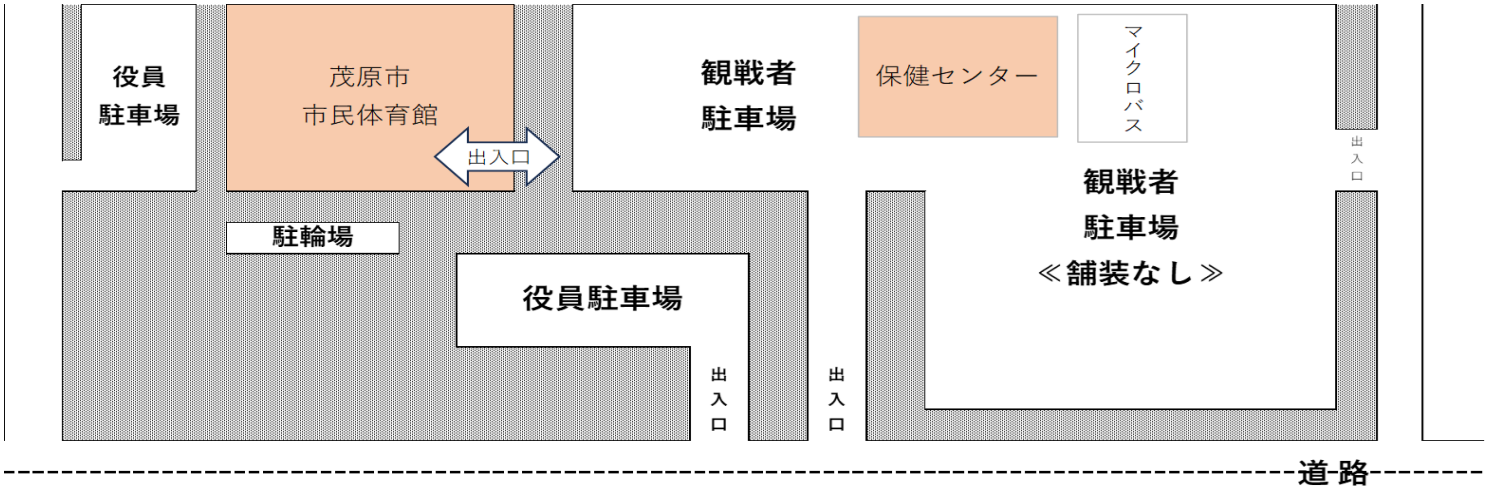 役員
駐車場
茂原市
市民体育館
出入口
観戦者
駐車場
保健センター
マイクロバス
出入口
観戦者
駐車場
≪舗装なし≫
駐輪場
役員駐車場
出入口
出入口
道路